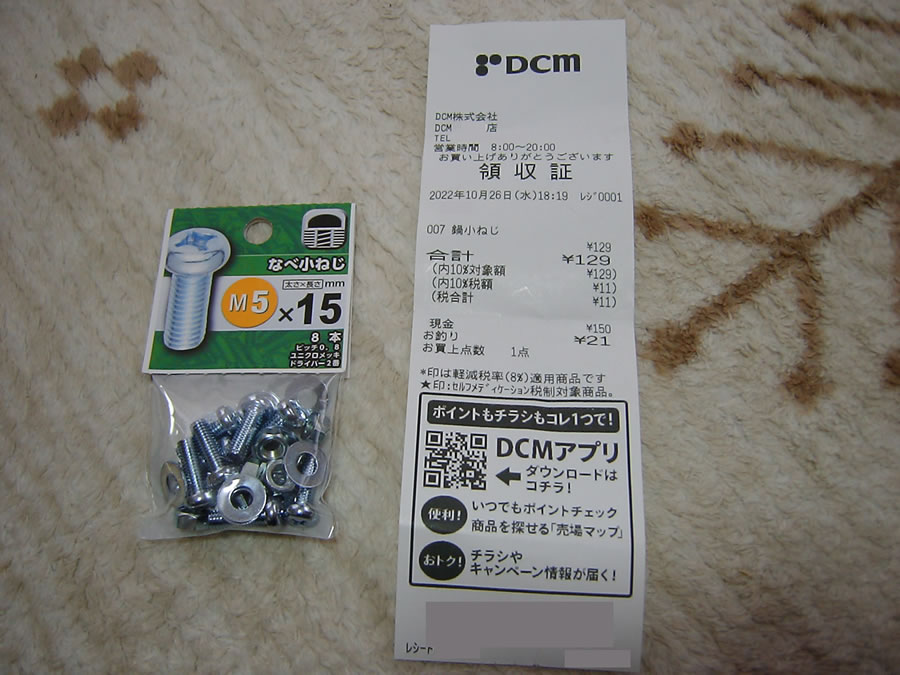 なべ小ねじ
太さ×長さ mm
M5×15
8本
ピッチ0.8
ユニクロメッキ
ドライバー2番
DCM
DCM株式会社
DCM 店
TEL
営業時間 8:00～20:00
お買い上げありがとうございます
領収証
2022年10月26日(水)18:19 レジ0001
007 鍋小ねじ
¥129
合計 ¥129
(内10%対象額 ¥129)
(内10%税額 ¥11)
(税合計 ¥11)
現金 ¥150
お釣り ¥21
お買上点数 1点
*印は軽減税率(8%)適用商品です
★印:セルフメディケーション税制対象商品。
ポイントもチラシもコレ1つで!
DCMアプリ
ダウンロードは
コチラ!
便利! いつでもポイントチェック
商品を探せる「売場マップ」
おトク! チラシや
キャンペーン情報が届く!
レシート